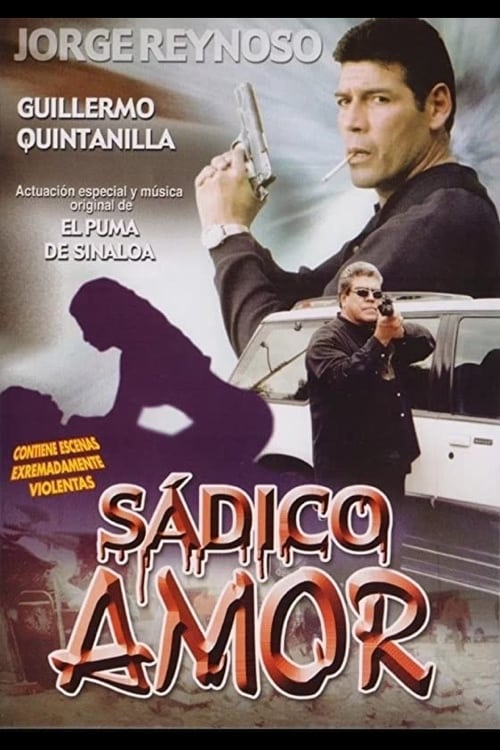 JORGE REYNOSO
GUILLERMO
QUINTANILLA
Actuación especial y música
original de
EL PUMA
DE SINALOA
CONTIENE ESCENAS
EXREMADAMENTE
VIOLENTAS
SÁDICO
AMOR